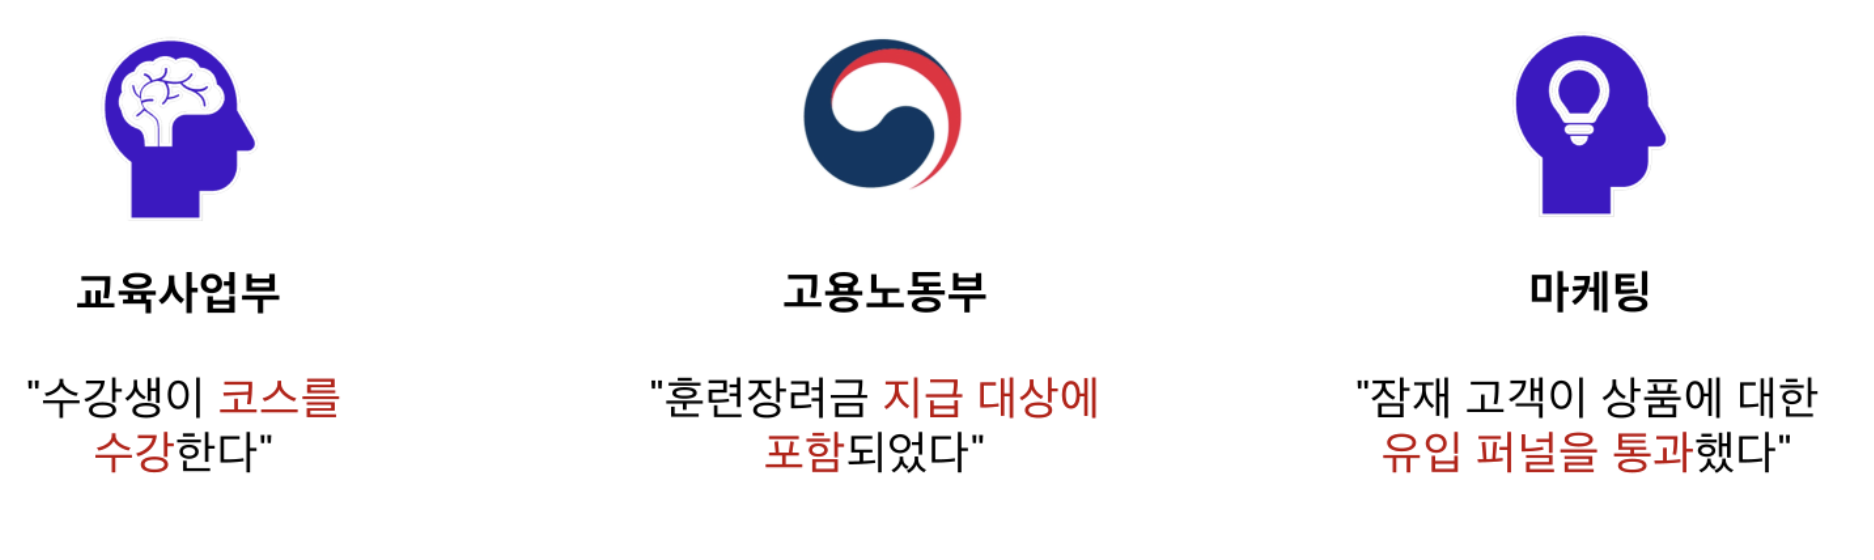 교육사업부
"수강생이 코스를
수강한다"
고용노동부
"훈련장려금 지급 대상에
포함되었다"
마케팅
"잠재 고객이 상품에 대한
유입 퍼널을 통과했다"